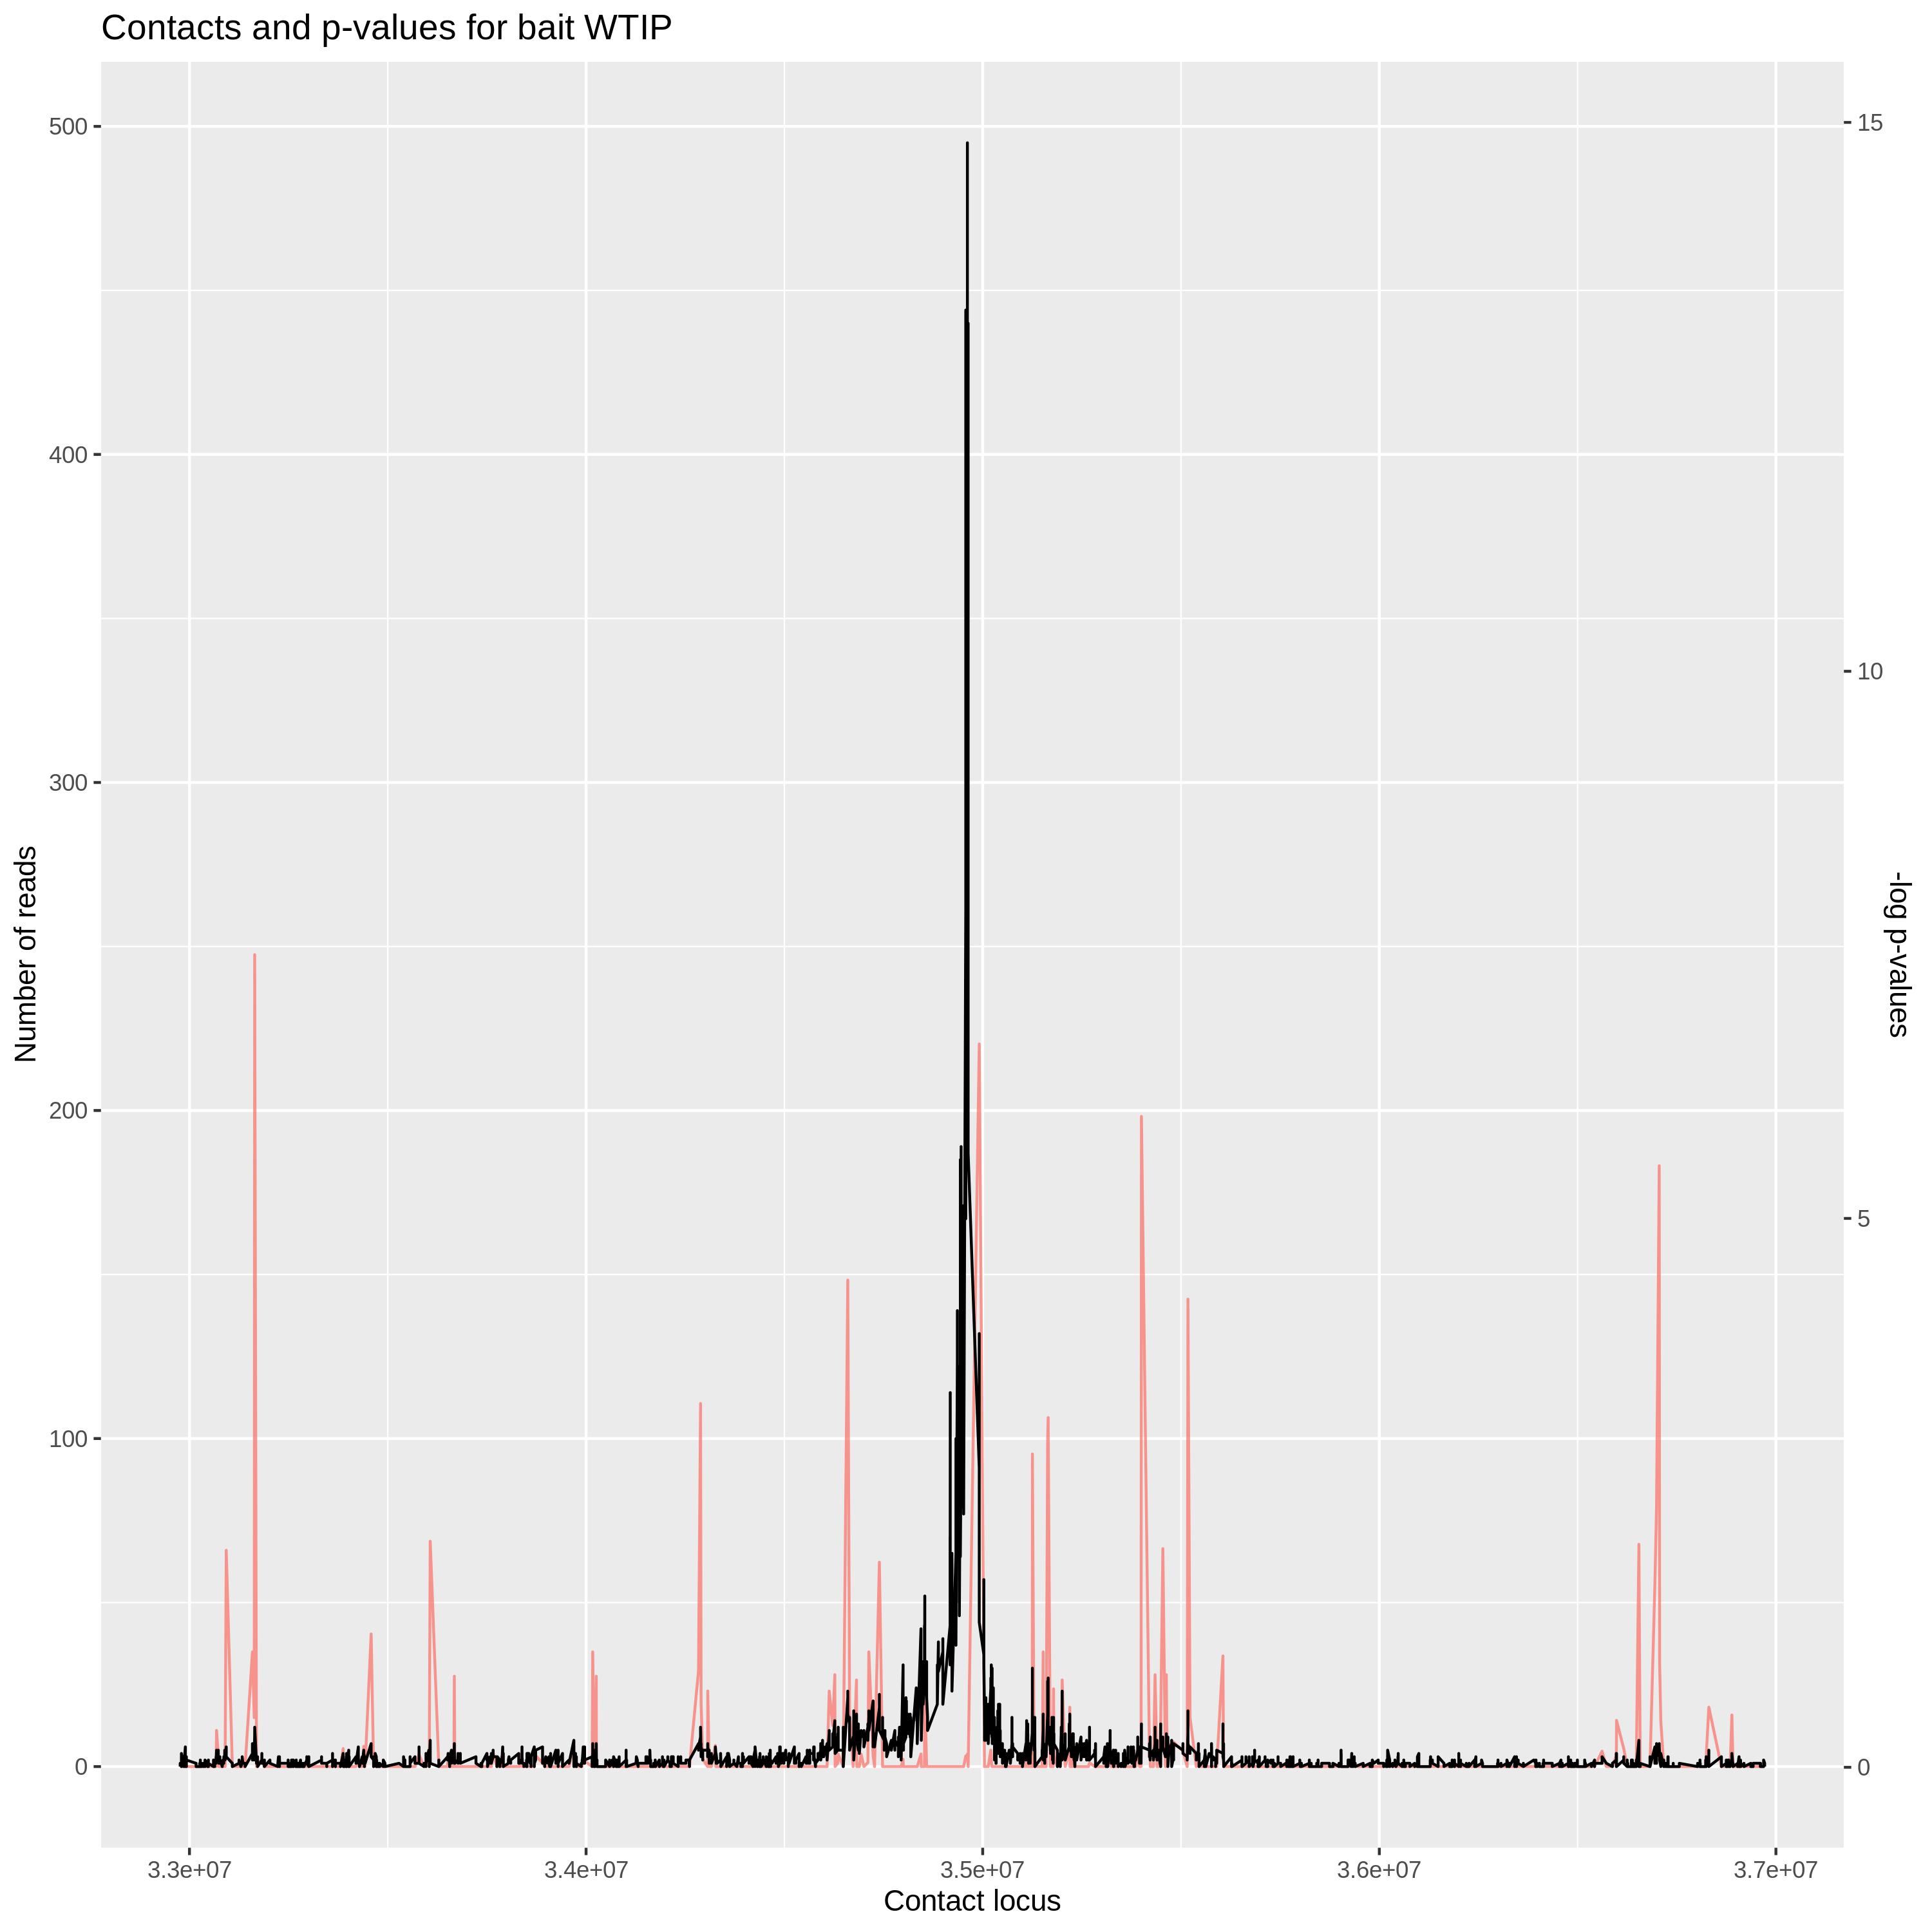 Contacts and p-values for bait WTIP
500
400
300
200
100
0
Number of reads
15
10
5
0
-log p-values
3.3e+07
3.4e+07
3.5e+07
3.6e+07
3.7e+07
Contact locus